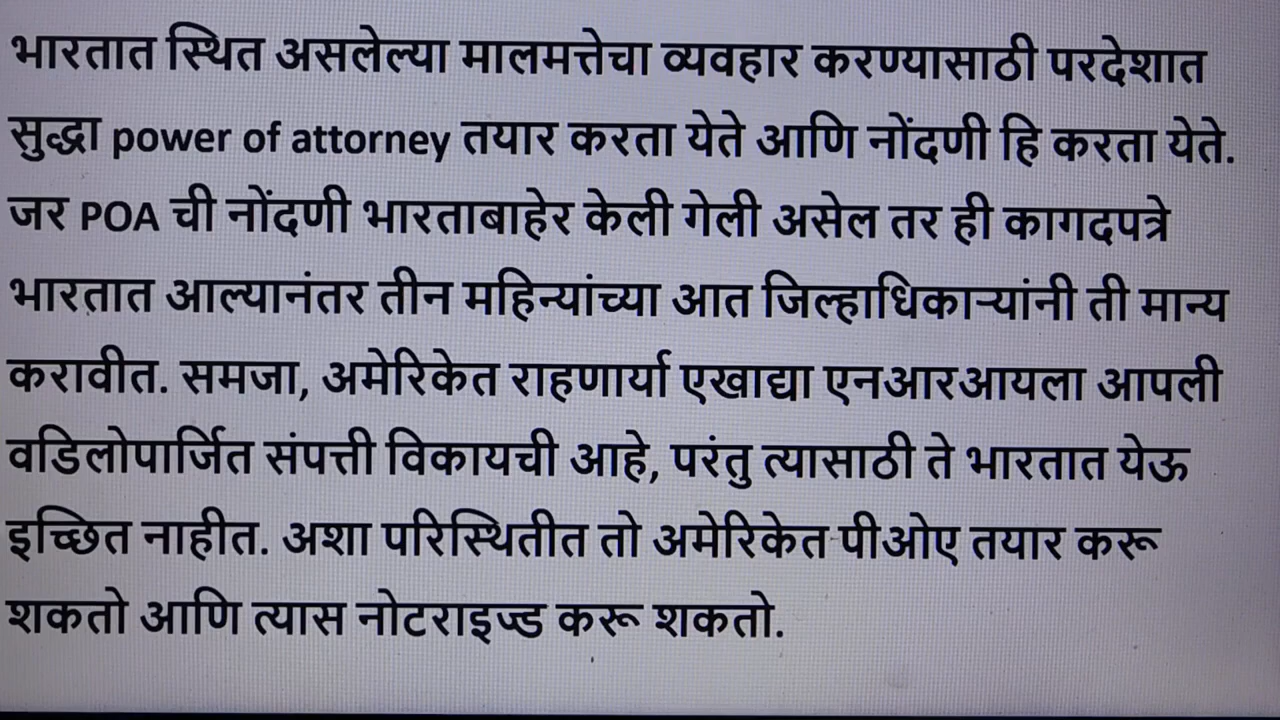 भारतात स्थित असलेल्या मालमत्तेचा व्यवहार करण्यासाठी परदेशात
सुद्धा power of attorney तयार करता येते आणि नोंदणी हि करता येते.
जर POA ची नोंदणी भारताबाहेर केली गेली असेल तर ही कागदपत्रे
भारतात आल्यानंतर तीन महिन्यांच्या आत जिल्हाधिकाऱ्यांनी ती मान्य
करावीत. समजा, अमेरिकेत राहणार्या एखाद्या एनआरआयला आपली
वडिलोपार्जित संपत्ती विकायची आहे, परंतु त्यासाठी ते भारतात येऊ
इच्छित नाहीत. अशा परिस्थितीत तो अमेरिकेत पीओए तयार करू
शकतो आणि त्यास नोटराइज्ड करू शकतो.